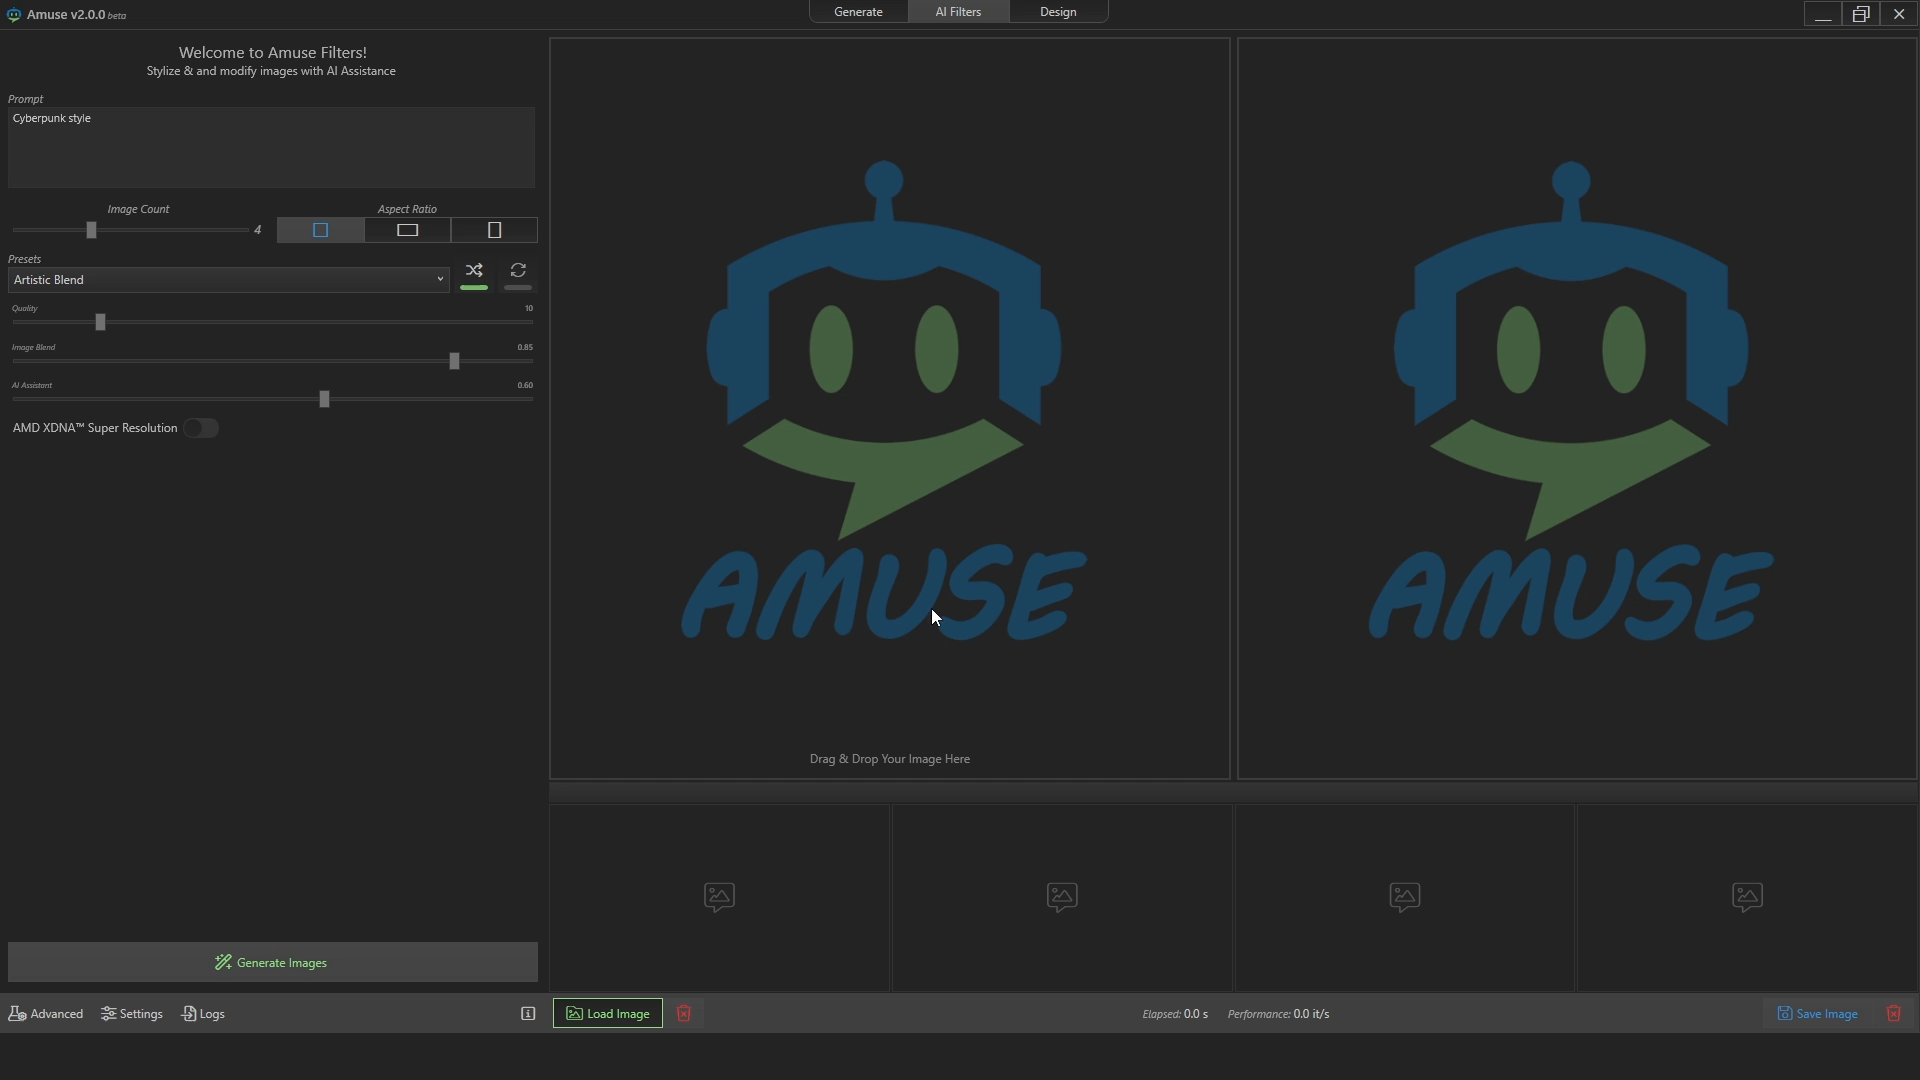 Amuse v2.0.0 beta
Generate
AI Filters
Design
Welcome to Amuse Filters!
Stylize & and modify images with AI Assistance
Prompt
Cyberpunk style
Image Count
4
Aspect Ratio
Presets
Artistic Blend
Quality
10
Image Blend
0.85
AI Assistant
0.60
AMD XDNA™ Super Resolution
Generate Images
AMUSE
Drag & Drop Your Image Here
AMUSE
Advanced
Settings
Logs
Load Image
Elapsed: 0.0 s
Performance: 0.0 it/s
Save Image